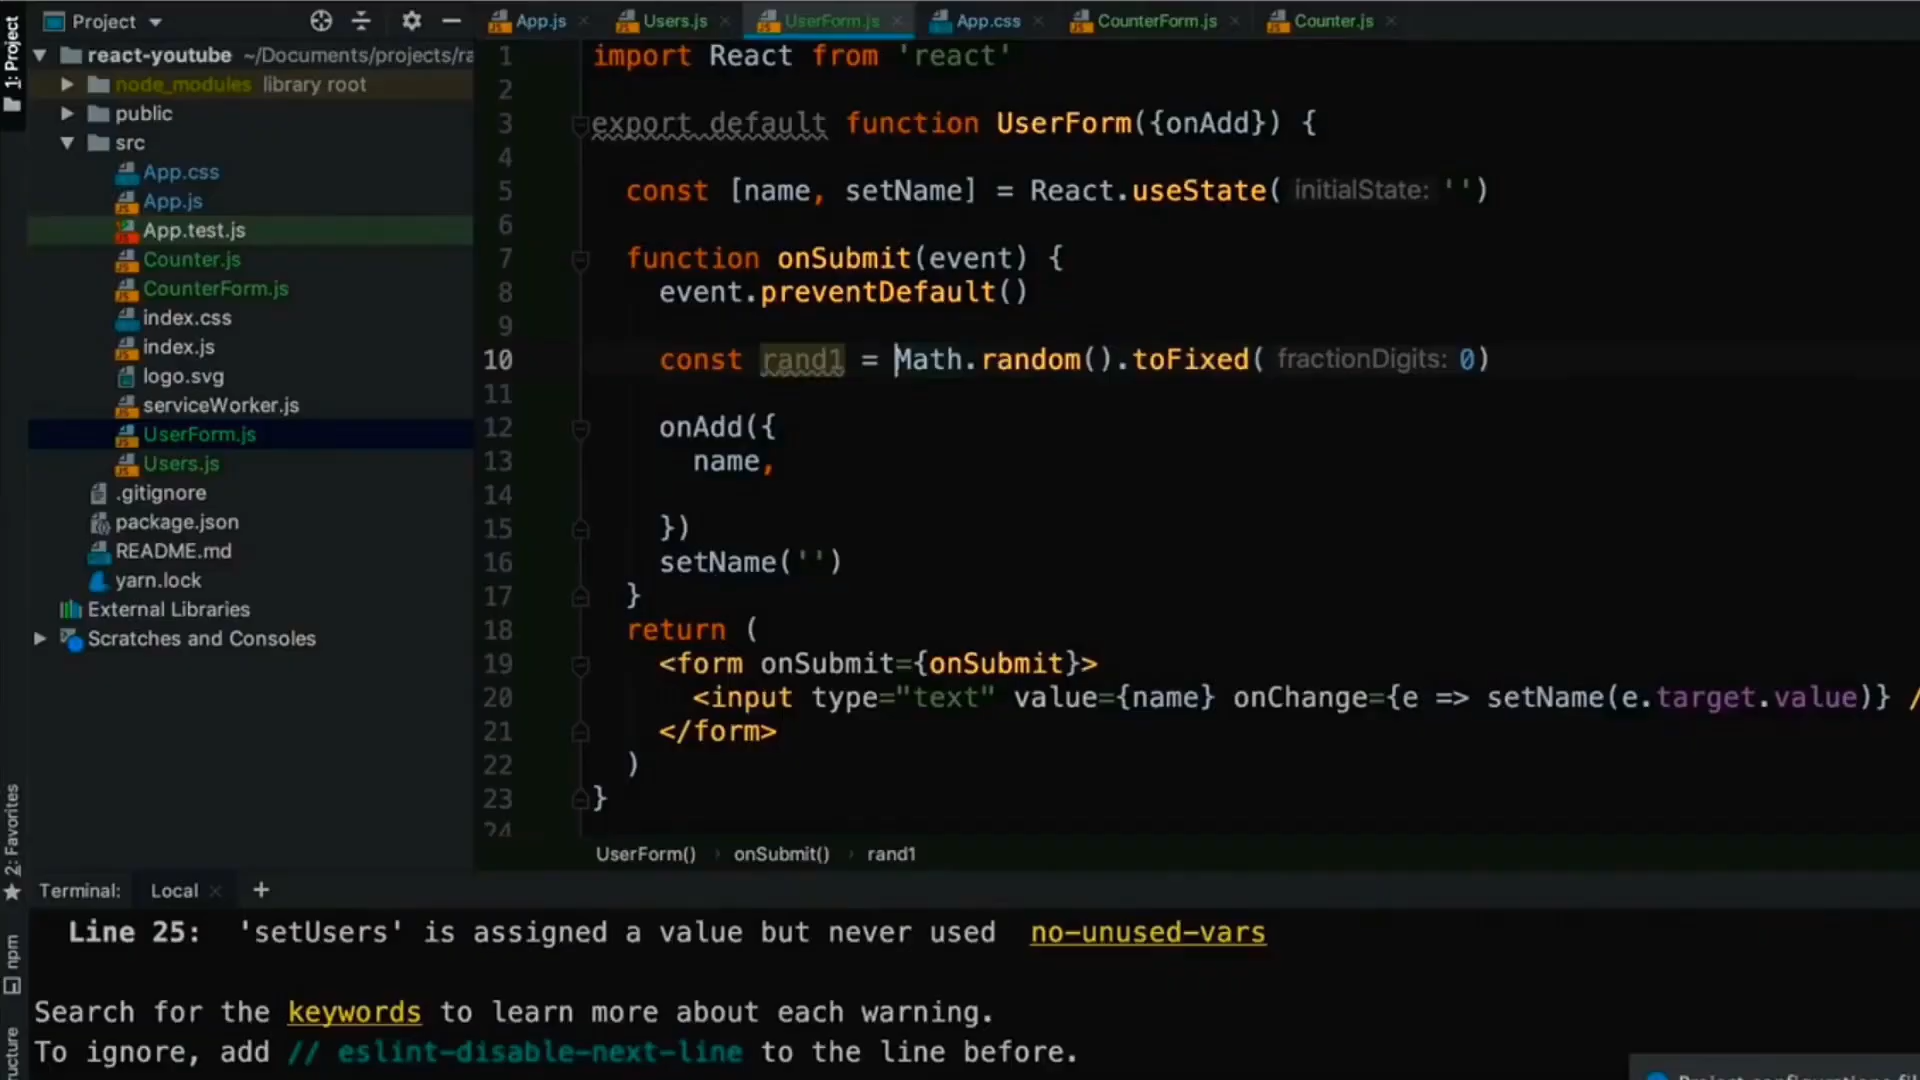 1: Project
Project
react-youtube ~/Documents/projects/ra
node_modules library root
public
src
App.css
App.js
App.test.js
Counter.js
CounterForm.js
index.css
index.js
logo.svg
serviceWorker.js
UserForm.js
Users.js
.gitignore
package.json
README.md
yarn.lock
External Libraries
Scratches and Consoles
2: Favorites
npm
ructure
App.js Users.js UserForm.js App.css CounterForm.js Counter.js
1 import React from 'react'
2
3 export default function UserForm({onAdd}) {
4
5 const [name, setName] = React.useState( initialState: '')
6
7 function onSubmit(event) {
8 event.preventDefault()
9
10 const rand1 = Math.random().toFixed( fractionDigits: 0)
11
12 onAdd({
13 name,
14
15 })
16 setName('')
17 }
18 return (
19 <form onSubmit={onSubmit}>
20 <input type="text" value={name} onChange={e => setName(e.target.value)} /
21 </form>
22 )
23 }
24
UserForm() › onSubmit() › rand1
Terminal: Local +
Line 25: 'setUsers' is assigned a value but never used no-unused-vars
Search for the keywords to learn more about each warning.
To ignore, add // eslint-disable-next-line to the line before.